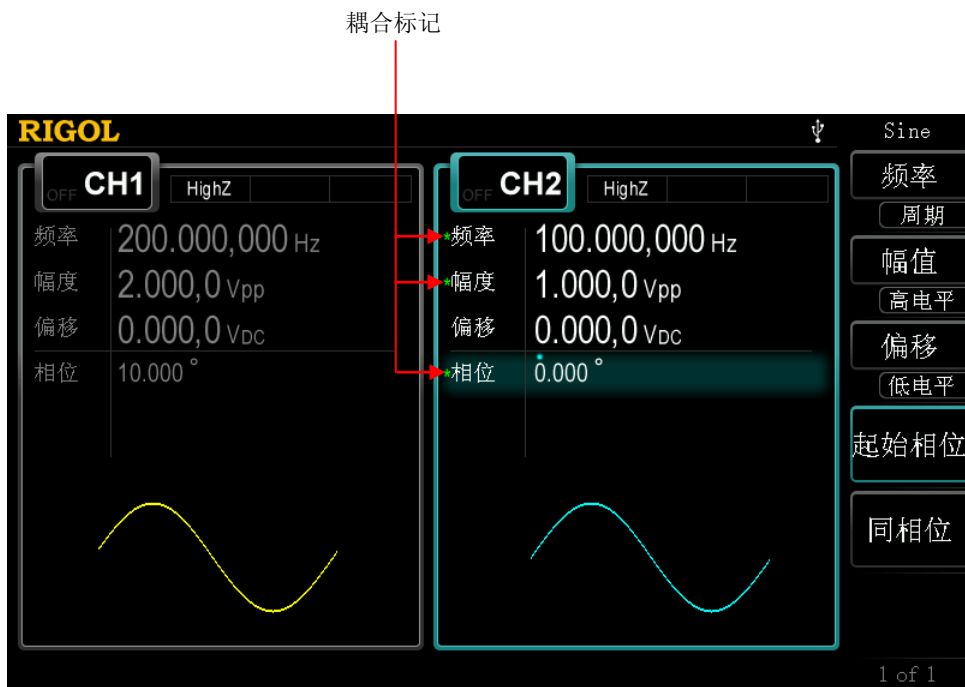 耦合标记
RIGOL
Sine
OFF CH1 HighZ
频率 200.000,000 Hz
幅度 2.000,0 Vpp
偏移 0.000,0 VDC
相位 10.000 °
OFF CH2 HighZ
*频率 100.000,000 Hz
*幅度 1.000,0 Vpp
偏移 0.000,0 VDC
*相位 0.000 °
频率
周期
幅值
高电平
偏移
低电平
起始相位
同相位
1 of 1